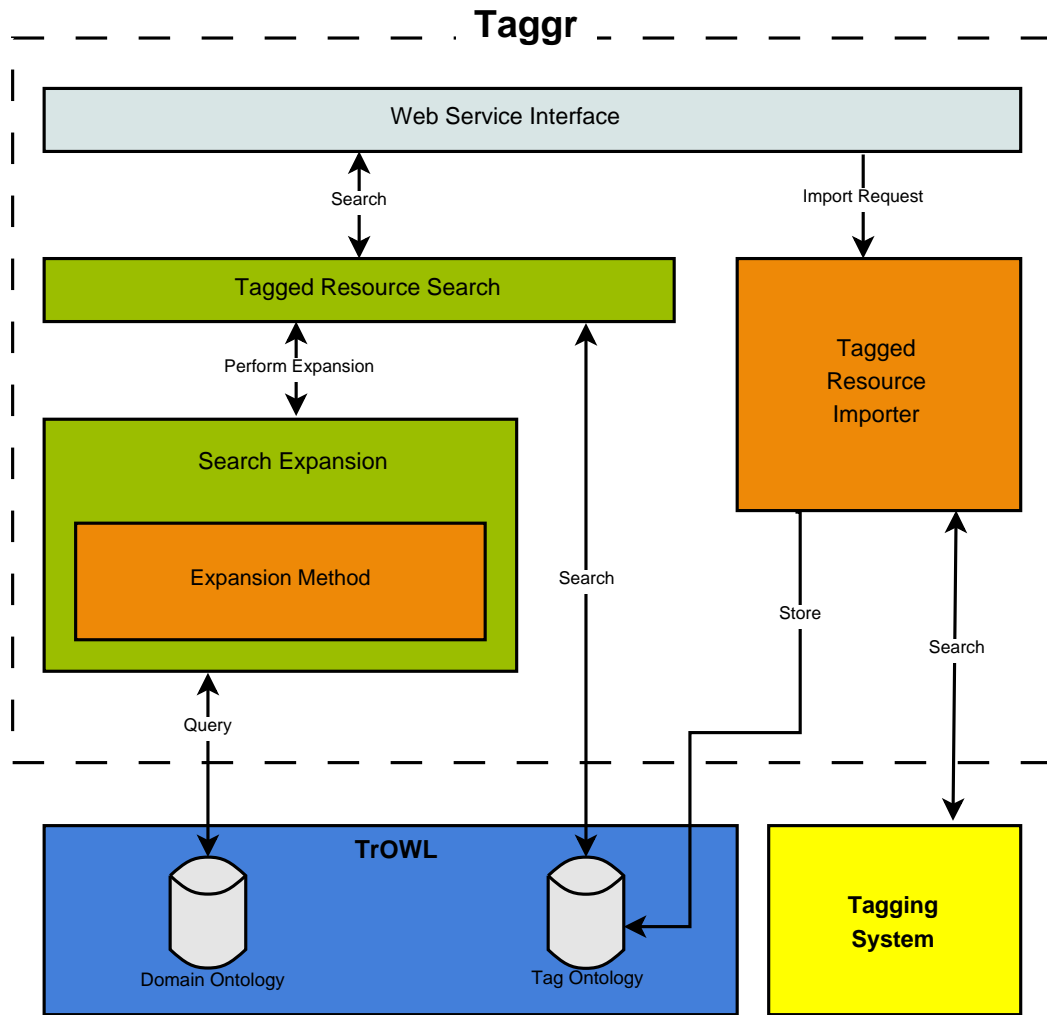 Taggr
Web Service Interface
Search
Import Request
Tagged Resource Search
Tagged
Resource
Importer
Perform Expansion
Search Expansion
Expansion Method
Search
Store
Search
Query
TrOWL
Domain Ontology
Tag Ontology
Tagging
System